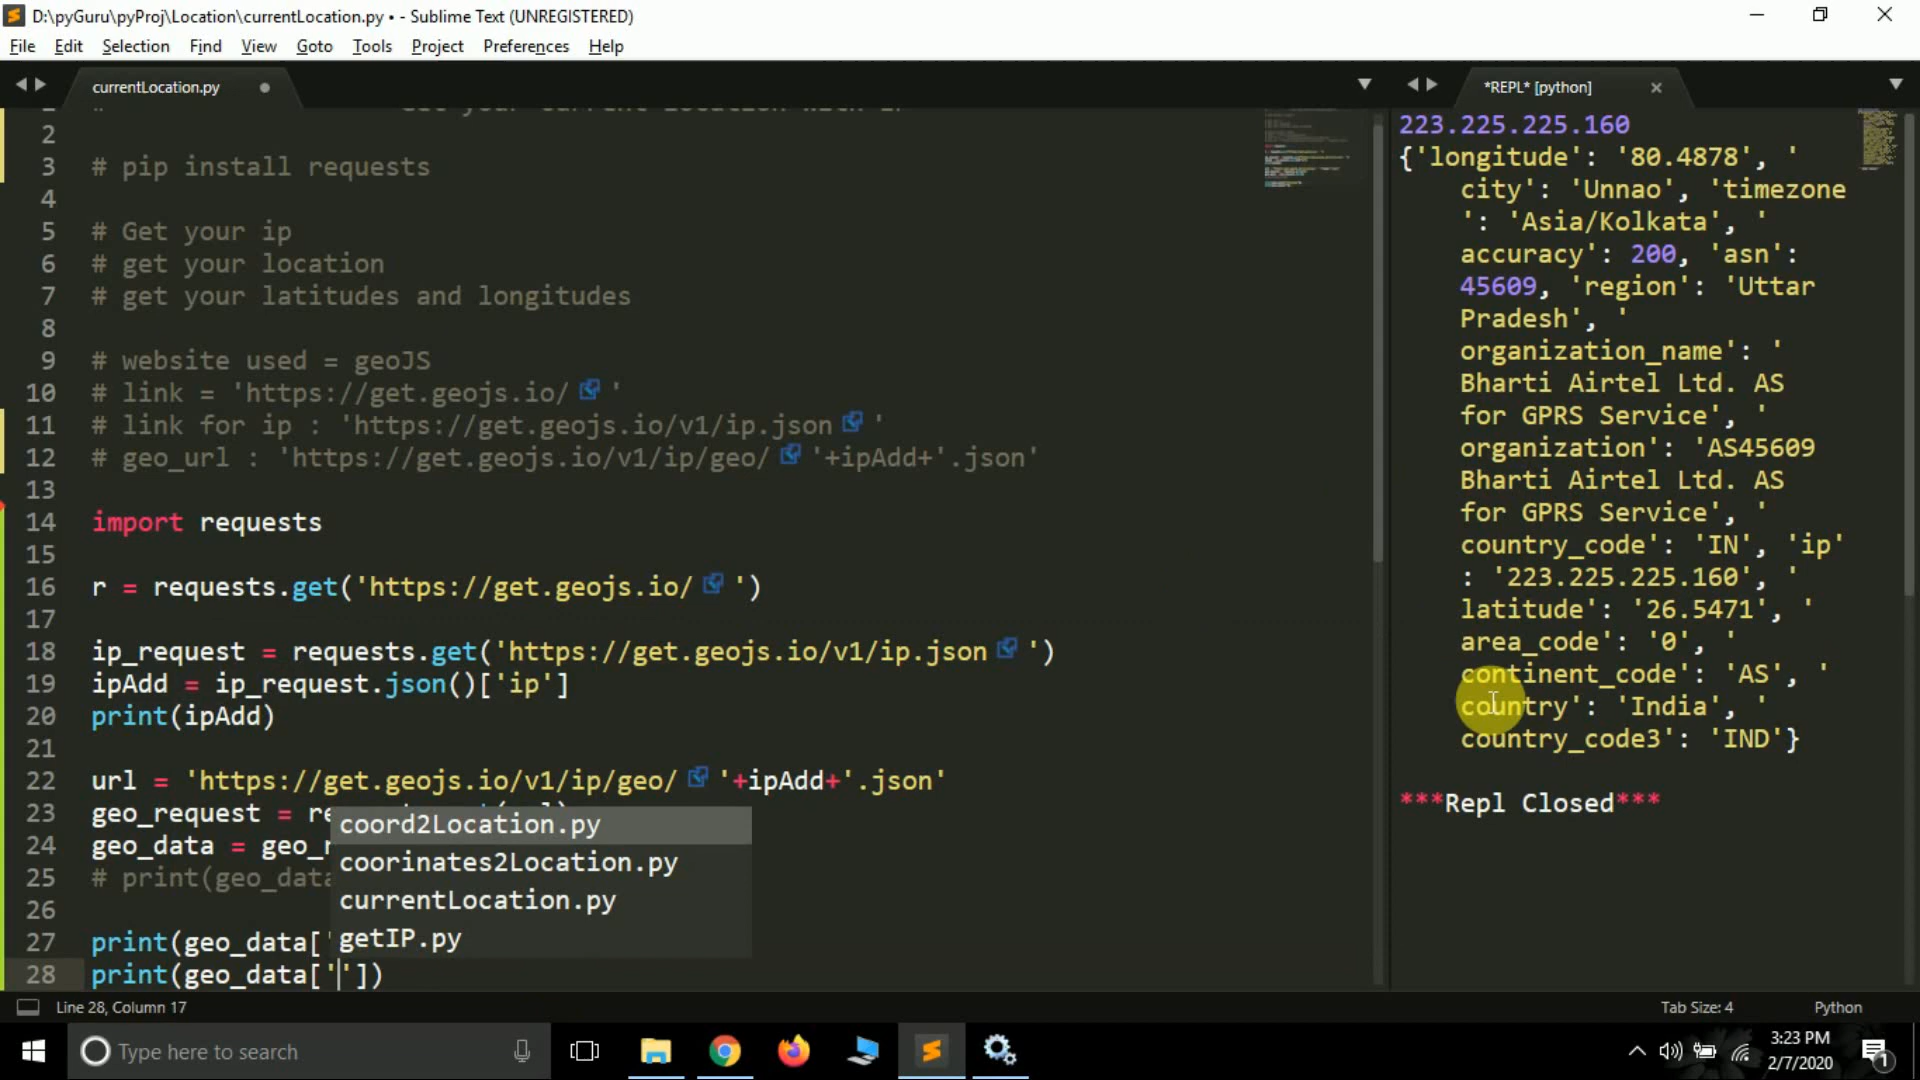 D:\pyGuru\pyProj\Location\currentLocation.py • - Sublime Text (UNREGISTERED)
File Edit Selection Find View Goto Tools Project Preferences Help
currentLocation.py
2
3 # pip install requests
4
5 # Get your ip
6 # get your location
7 # get your latitudes and longitudes
8
9 # website used = geoJS
10 # link = 'https://get.geojs.io/ '
11 # link for ip : 'https://get.geojs.io/v1/ip.json '
12 # geo_url : 'https://get.geojs.io/v1/ip/geo/ '+ipAdd+'.json'
13
14 import requests
15
16 r = requests.get('https://get.geojs.io/ ')
17
18 ip_request = requests.get('https://get.geojs.io/v1/ip.json ')
19 ipAdd = ip_request.json()['ip']
20 print(ipAdd)
21
22 url = 'https://get.geojs.io/v1/ip/geo/ '+ipAdd+'.json'
23 geo_request = re
24 geo_data = geo_r
25 # print(geo_data
26
27 print(geo_data['
28 print(geo_data[''])
coord2Location.py
coorinates2Location.py
currentLocation.py
getIP.py
*REPL* [python]
223.225.225.160
{'longitude': '80.4878', '
city': 'Unnao', 'timezone
': 'Asia/Kolkata', '
accuracy': 200, 'asn':
45609, 'region': 'Uttar
Pradesh', '
organization_name': '
Bharti Airtel Ltd. AS
for GPRS Service', '
organization': 'AS45609
Bharti Airtel Ltd. AS
for GPRS Service', '
country_code': 'IN', 'ip'
: '223.225.225.160', '
latitude': '26.5471', '
area_code': '0', '
continent_code': 'AS', '
country': 'India', '
country_code3': 'IND'}
***Repl Closed***
Line 28, Column 17
Tab Size: 4
Python
Type here to search
3:23 PM
2/7/2020
1